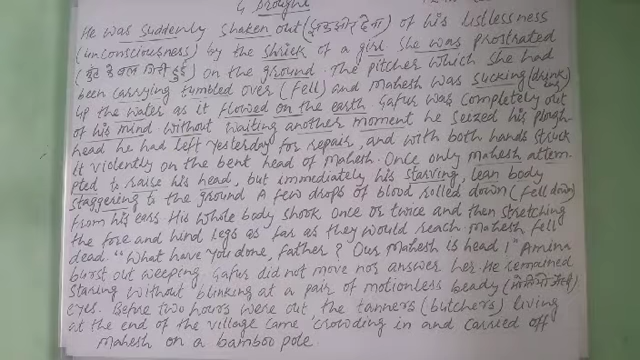 4 Drought
He was suddenly shaken out ( ) of his listlessness
(unconsciousness) by the shrick of a girl she was prostrated
(मुँह के बल गिरी हुई) on the ground. The pitcher which she had
been carrying tumbled over (fell) and Mahesh was sucking (drinking)
up the water as it flowed on the earth. Gafur was completely out
of his mind without waiting another moment he seized his plough-
head he had left yesterday for repair, and with both hands struck
it violently on the bent head of Mahesh. Once only Mahesh attem-
pted to raise his head, but immediately his starving, lean body
staggering to the ground A few drops of blood rolled down (fell down)
from his ears His whole body shook once or twice and then stretching
the fore and hind legs as far as they would reach Mahesh fell
dead. "What have you done, father? Our Mahesh is head!" Amina
burst out weeping. Gafur did not move nor answer her. He remained
staring without blinking at a pair of motionless beady ( )
eyes. Before two hours were out the tanners (butchers) living
at the end of the village came crowding in and carried off
Mahesh on a bamboo pole.